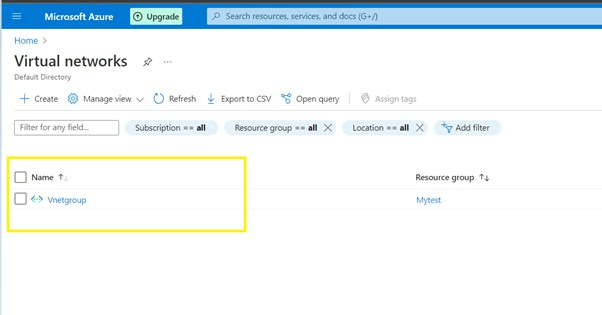 Microsoft Azure Upgrade Search resources, services, and docs (G+/)
Home >
Virtual networks ...
Default Directory
+ Create Manage view Refresh Export to CSV Open query Assign tags
Filter for any field... Subscription == all Resource group == all × Location == all × Add filter
Name ↑↓ Resource group ↑↓
Vnetgroup Mytest